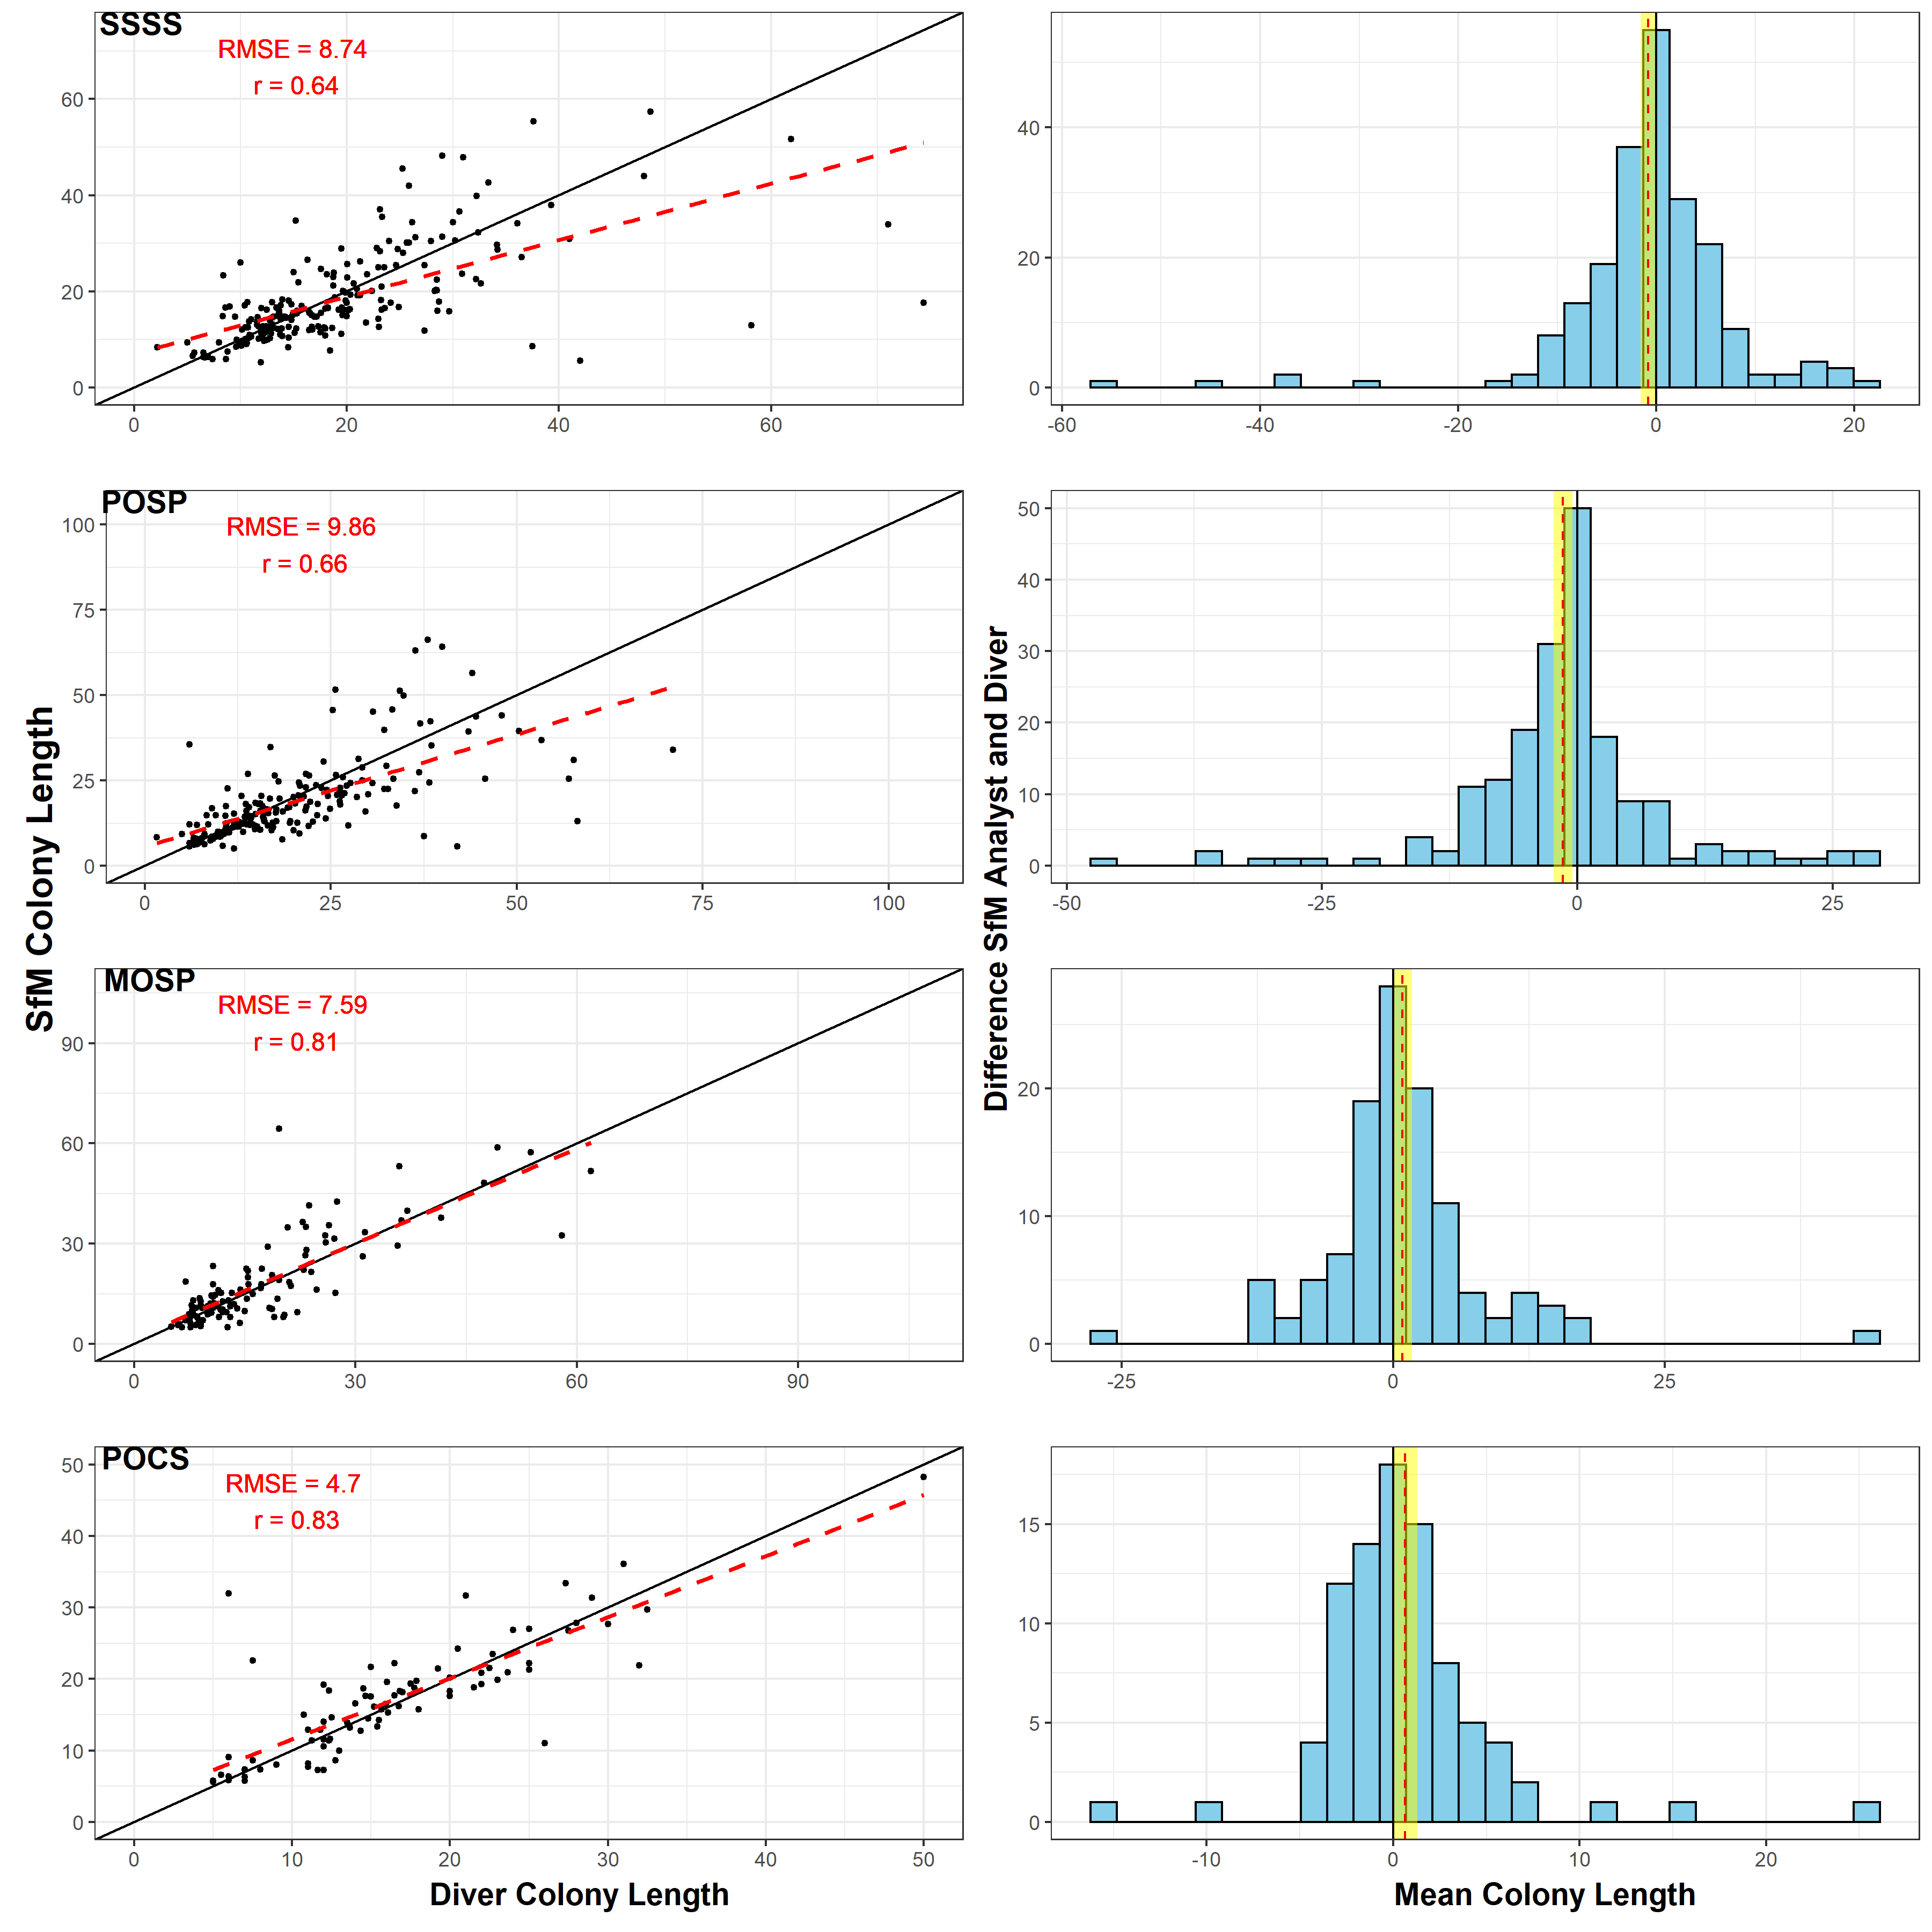 SSSS
RMSE = 8.74
r = 0.64
60
40
20
0
0 20 40 60
40
20
0
-60 -40 -20 0 20
POSP
RMSE = 9.86
r = 0.66
100
75
50
25
0
0 25 50 75 100
50
40
30
20
10
0
-50 -25 0 25
SfM Colony Length
Difference SfM Analyst and Diver
MOSP
RMSE = 7.59
r = 0.81
90
60
30
0
0 30 60 90
20
10
0
-25 0 25
POCS
RMSE = 4.7
r = 0.83
50
40
30
20
10
0
0 10 20 30 40 50
15
10
5
0
-10 0 10 20
Diver Colony Length
Mean Colony Length